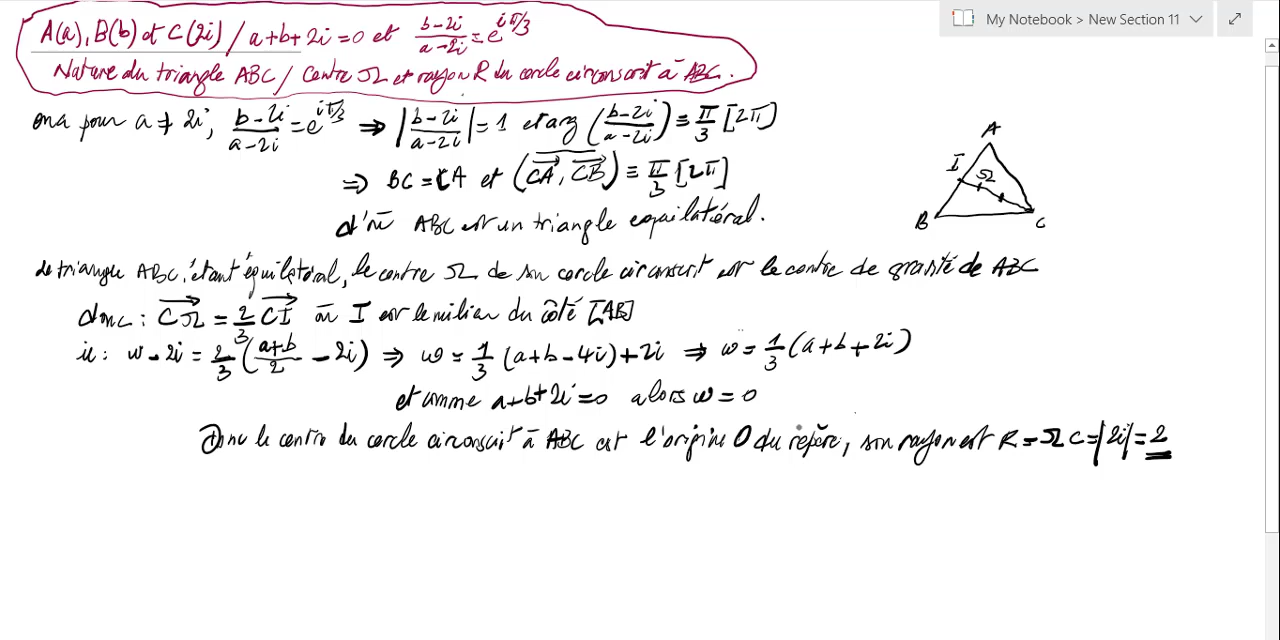 My Notebook > New Section 11
A(a), B(b) et C(2i) / a+b+2i=0 et (b-2i)/(a-2i) = e^(iπ/3)
Nature du triangle ABC / Centre Ω et rayon R du cercle circonscrit à ABC.
on a pour a ≠ 2i, (b-2i)/(a-2i) = e^(iπ/3) ⇒ |(b-2i)/(a-2i)| = 1 et arg((b-2i)/(a-2i)) ≡ π/3 [2π]
⇒ BC = CA et (CA→, CB→) ≡ π/3 [2π]
d'où ABC est un triangle equilatéral.
A
I
Ω
B
C
Le triangle ABC étant équilatéral, le centre Ω de son cercle circonscrit est le centre de gravité de ABC
donc : CΩ→ = 2/3 CI→ où I est le milieu du côté [AB]
ie : w - 2i = 2/3 ((a+b)/2 - 2i) ⇒ w = 1/3 (a+b-4i) + 2i ⇒ w = 1/3 (a+b+2i)
et comme a+b+2i=0 alors w = 0
Donc le centre du cercle circonscrit à ABC est l'origine O du repère, son rayon est R = ΩC = |2i| = 2